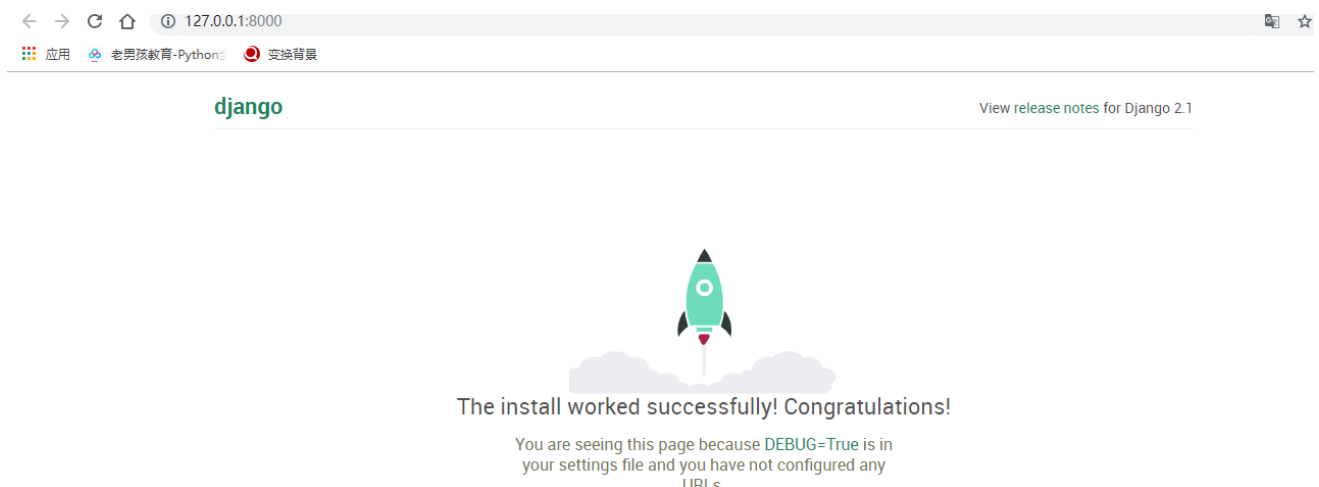 127.0.0.1:8000
应用 老男孩教育-Python 变换背景
django View release notes for Django 2.1
The install worked successfully! Congratulations!
You are seeing this page because DEBUG=True is in
your settings file and you have not configured any
URLs